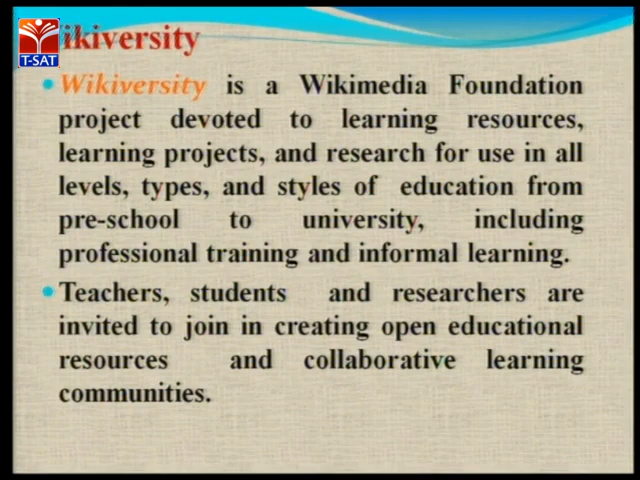 T-SAT
ikiversity
Wikiversity is a Wikimedia Foundation
project devoted to learning resources,
learning projects, and research for use in all
levels, types, and styles of education from
pre-school to university, including
professional training and informal learning.
Teachers, students and researchers are
invited to join in creating open educational
resources and collaborative learning
communities.